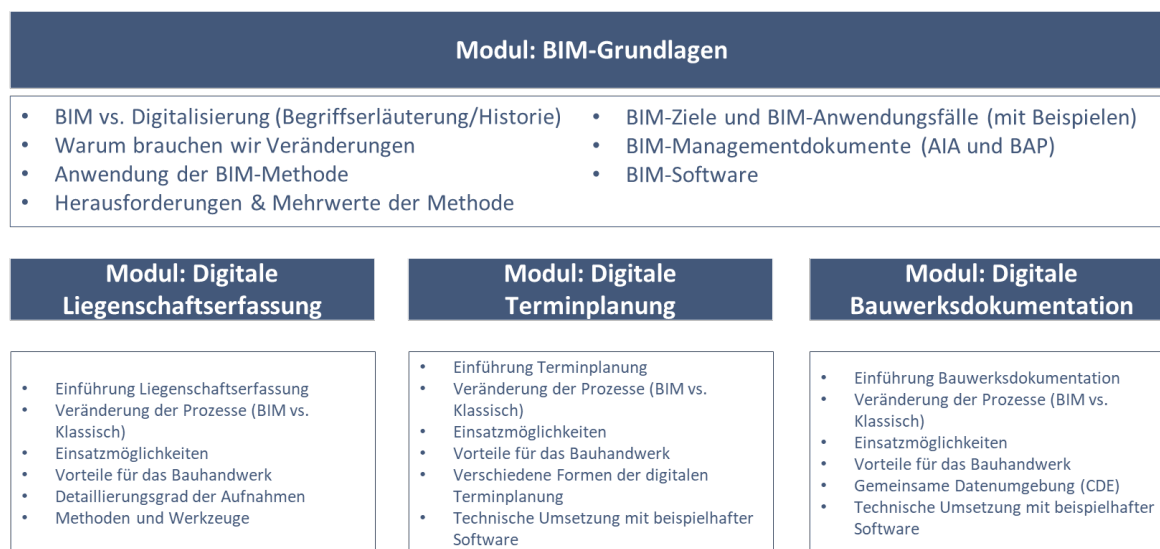 Modul: BIM-Grundlagen
• BIM vs. Digitalisierung (Begriffserläuterung/Historie)
• Warum brauchen wir Veränderungen
• Anwendung der BIM-Methode
• Herausforderungen & Mehrwerte der Methode
• BIM-Ziele und BIM-Anwendungsfälle (mit Beispielen)
• BIM-Managementdokumente (AIA und BAP)
• BIM-Software
Modul: Digitale
Liegenschaftserfassung
• Einführung Liegenschaftserfassung
• Veränderung der Prozesse (BIM vs.
Klassisch)
• Einsatzmöglichkeiten
• Vorteile für das Bauhandwerk
• Detaillierungsgrad der Aufnahmen
• Methoden und Werkzeuge
Modul: Digitale
Terminplanung
• Einführung Terminplanung
• Veränderung der Prozesse (BIM vs.
Klassisch)
• Einsatzmöglichkeiten
• Vorteile für das Bauhandwerk
• Verschiedene Formen der digitalen
Terminplanung
• Technische Umsetzung mit beispielhafter
Software
Modul: Digitale
Bauwerksdokumentation
• Einführung Bauwerksdokumentation
• Veränderung der Prozesse (BIM vs.
Klassisch)
• Einsatzmöglichkeiten
• Vorteile für das Bauhandwerk
• Gemeinsame Datenumgebung (CDE)
• Technische Umsetzung mit beispielhafter
Software